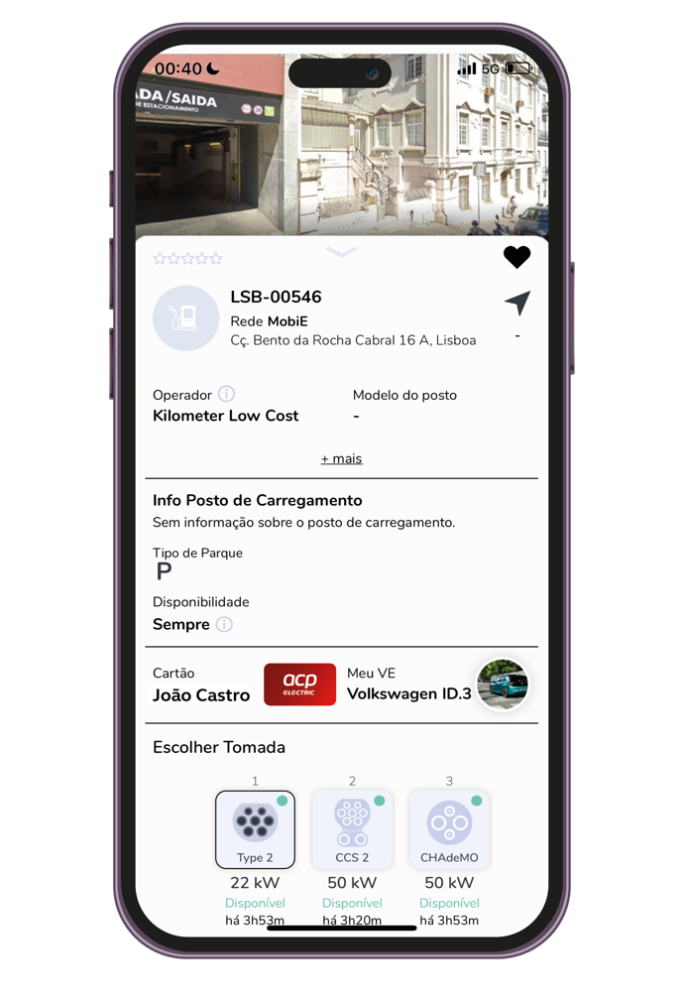 00:40
5G
DA/SAIDA
DE ESTACIONAMENTO
LSB-00546
Rede MobiE
Cç. Bento da Rocha Cabral 16 A, Lisboa
-
Operador
Modelo do posto
Kilometer Low Cost
-
+ mais
Info Posto de Carregamento
Sem informação sobre o posto de carregamento.
Tipo de Parque
P
Disponibilidade
Sempre
Cartão
João Castro
acp
ELECTRIC
Meu VE
Volkswagen ID.3
Escolher Tomada
1
2
3
Type 2
CCS 2
CHAdeMO
22 kW
50 kW
50 kW
Disponível
Disponível
Disponível
há 3h53m
há 3h20m
há 3h53m